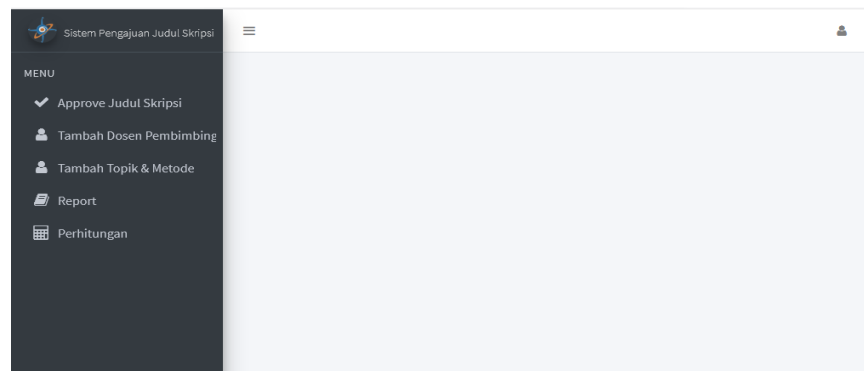 Sistem Pengajuan Judul Skripsi
MENU
Approve Judul Skripsi
Tambah Dosen Pembimbing
Tambah Topik & Metode
Report
Perhitungan